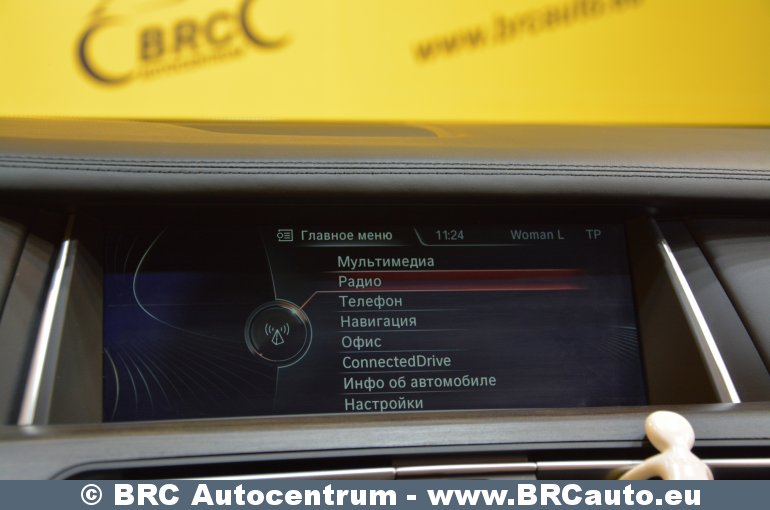 BRC
www.brcauto.eu
Главное меню 11:24 Woman L TP
Мультимедиа
Радио
Телефон
Навигация
Офис
ConnectedDrive
Инфо об автомобиле
Настройки
© BRC Autocentrum - www.BRCauto.eu